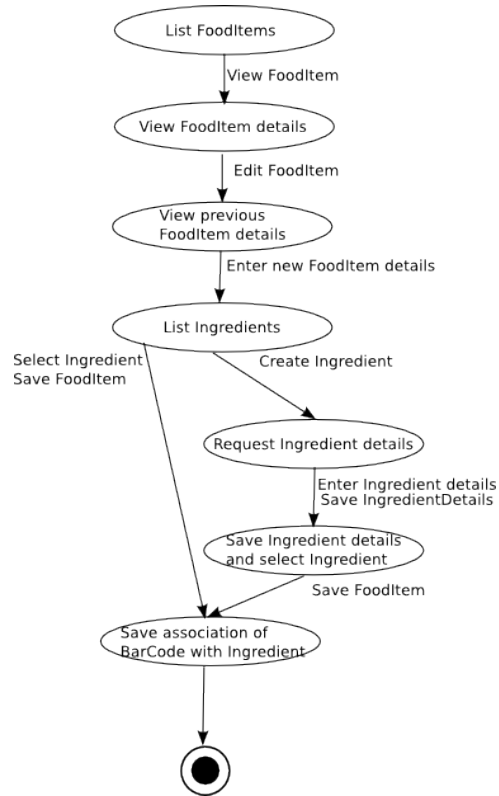 List FoodItems
View FoodItem
View FoodItem details
Edit FoodItem
View previous
FoodItem details
Enter new FoodItem details
List Ingredients
Select Ingredient
Save FoodItem
Create Ingredient
Request Ingredient details
Enter Ingredient details
Save IngredientDetails
Save Ingredient details
and select Ingredient
Save FoodItem
Save association of
BarCode with Ingredient